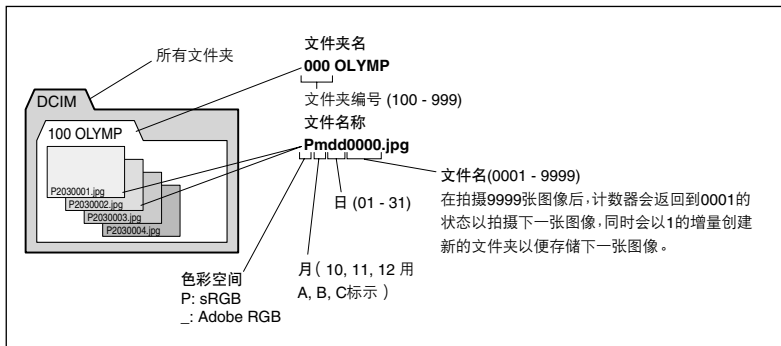 所有文件夹
DCIM
100 OLYMP
P2030001.jpg
P2030002.jpg
P2030003.jpg
P2030004.jpg
文件夹名
000 OLYMP
文件夹编号 (100 - 999)
文件名称
Pmdd0000.jpg
日 (01 - 31)
月( 10, 11, 12 用
A, B, C标示 )
色彩空间
P: sRGB
_: Adobe RGB
文件名(0001 - 9999)
在拍摄9999张图像后,计数器会返回到0001的
状态以拍摄下一张图像,同时会以1的增量创建
新的文件夹以便存储下一张图像。